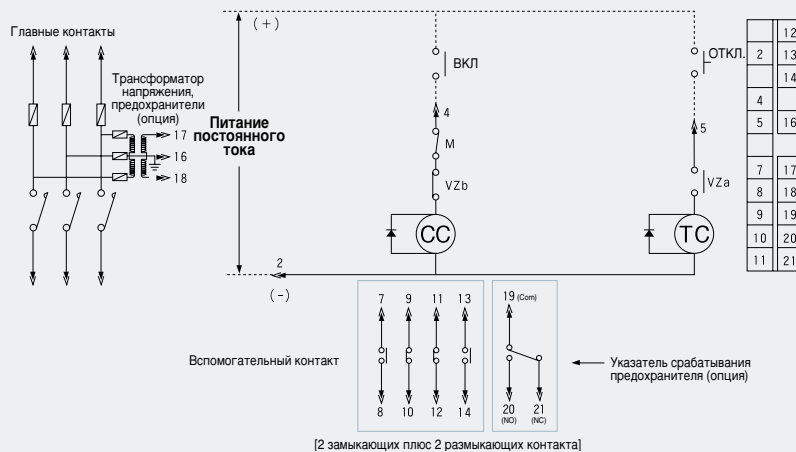 Главные контакты
Трансформатор
напряжения,
предохранители
(опция)
17
16
18
(+)
Питание
постоянного
тока
2
(-)
ВКЛ
4
M
VZb
CC
ОТКЛ.
5
VZa
TC
12
2 13
14
4
5 16
7 17
8 18
9 19
10 20
11 21
Вспомогательный контакт
7 9 11 13
8 10 12 14
19 (Com)
20 21
(NO) (NC)
Указатель срабатывания
предохранителя (опция)
[2 замыкающих плюс 2 размыкающих контакта]